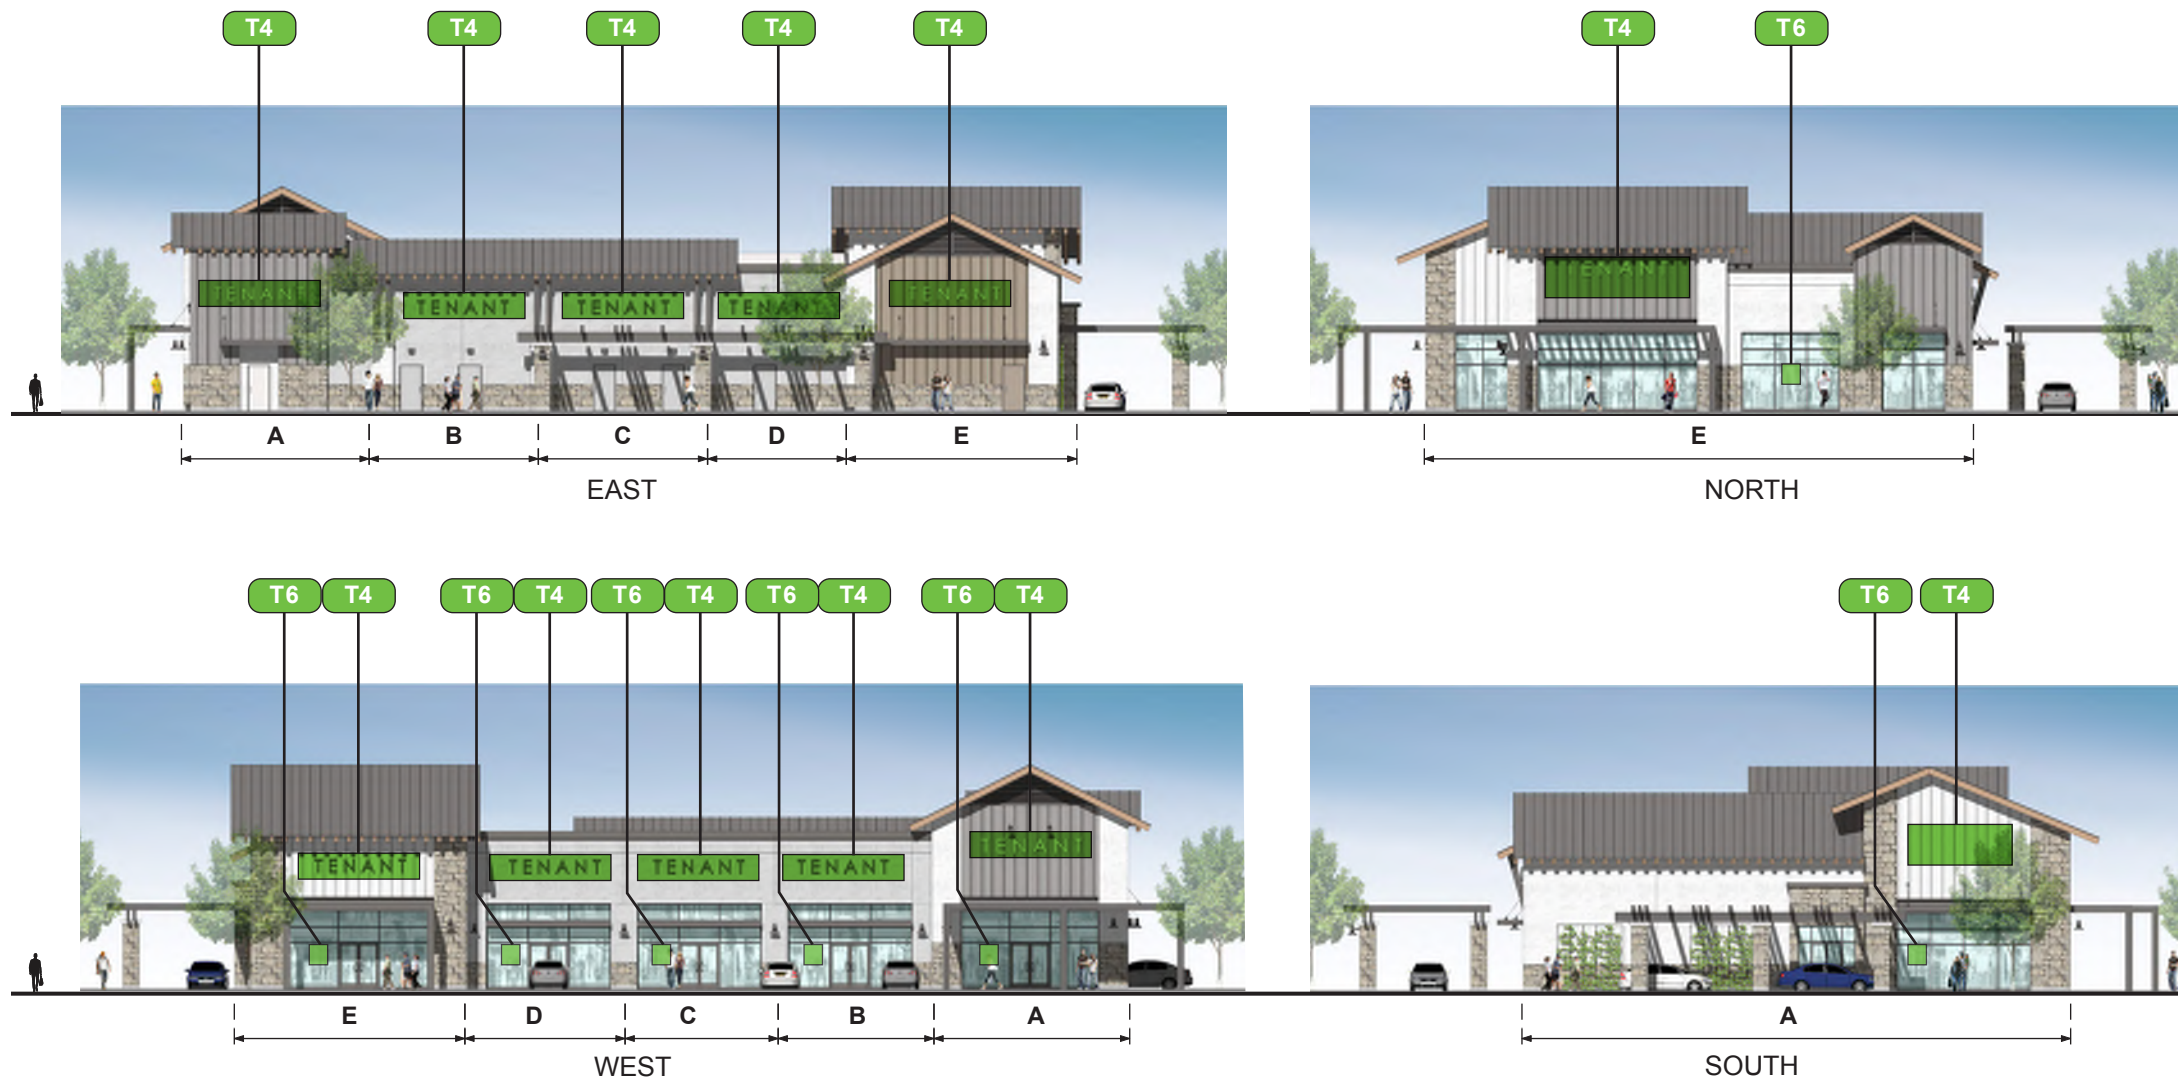 T4 T4 T4 T4 T4
TENANT TENANT TENANT TENANT TENANT
A B C D E
EAST
T4 T6
TENANT
E
NORTH
T6 T4 T6 T4 T6 T4 T6 T4 T6 T4
TENANT TENANT TENANT TENANT TENANT
E D C B A
WEST
T6 T4
A
SOUTH